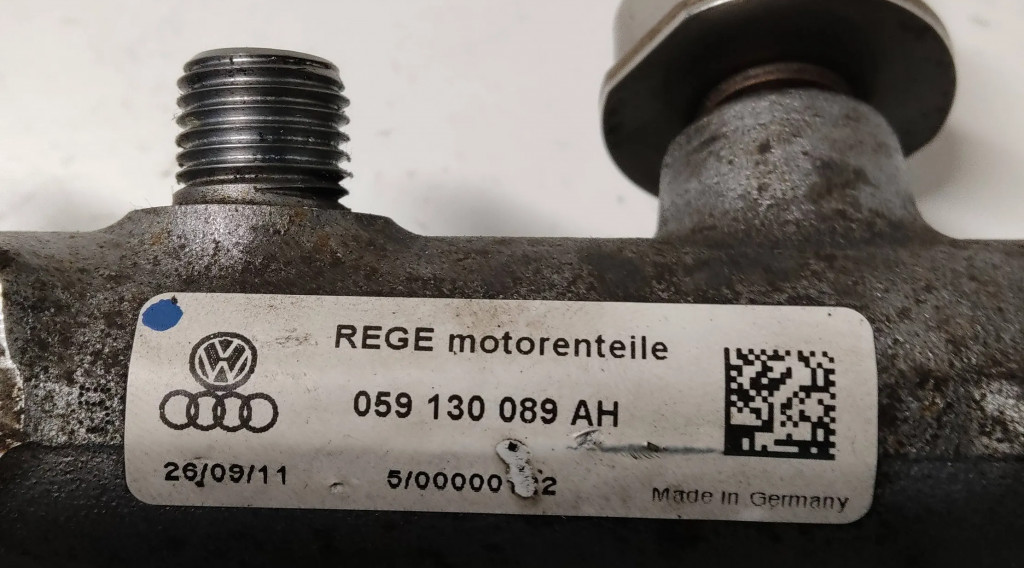 REGE motorenteile
059 130 089 AH
26/09/11
Made In Germany